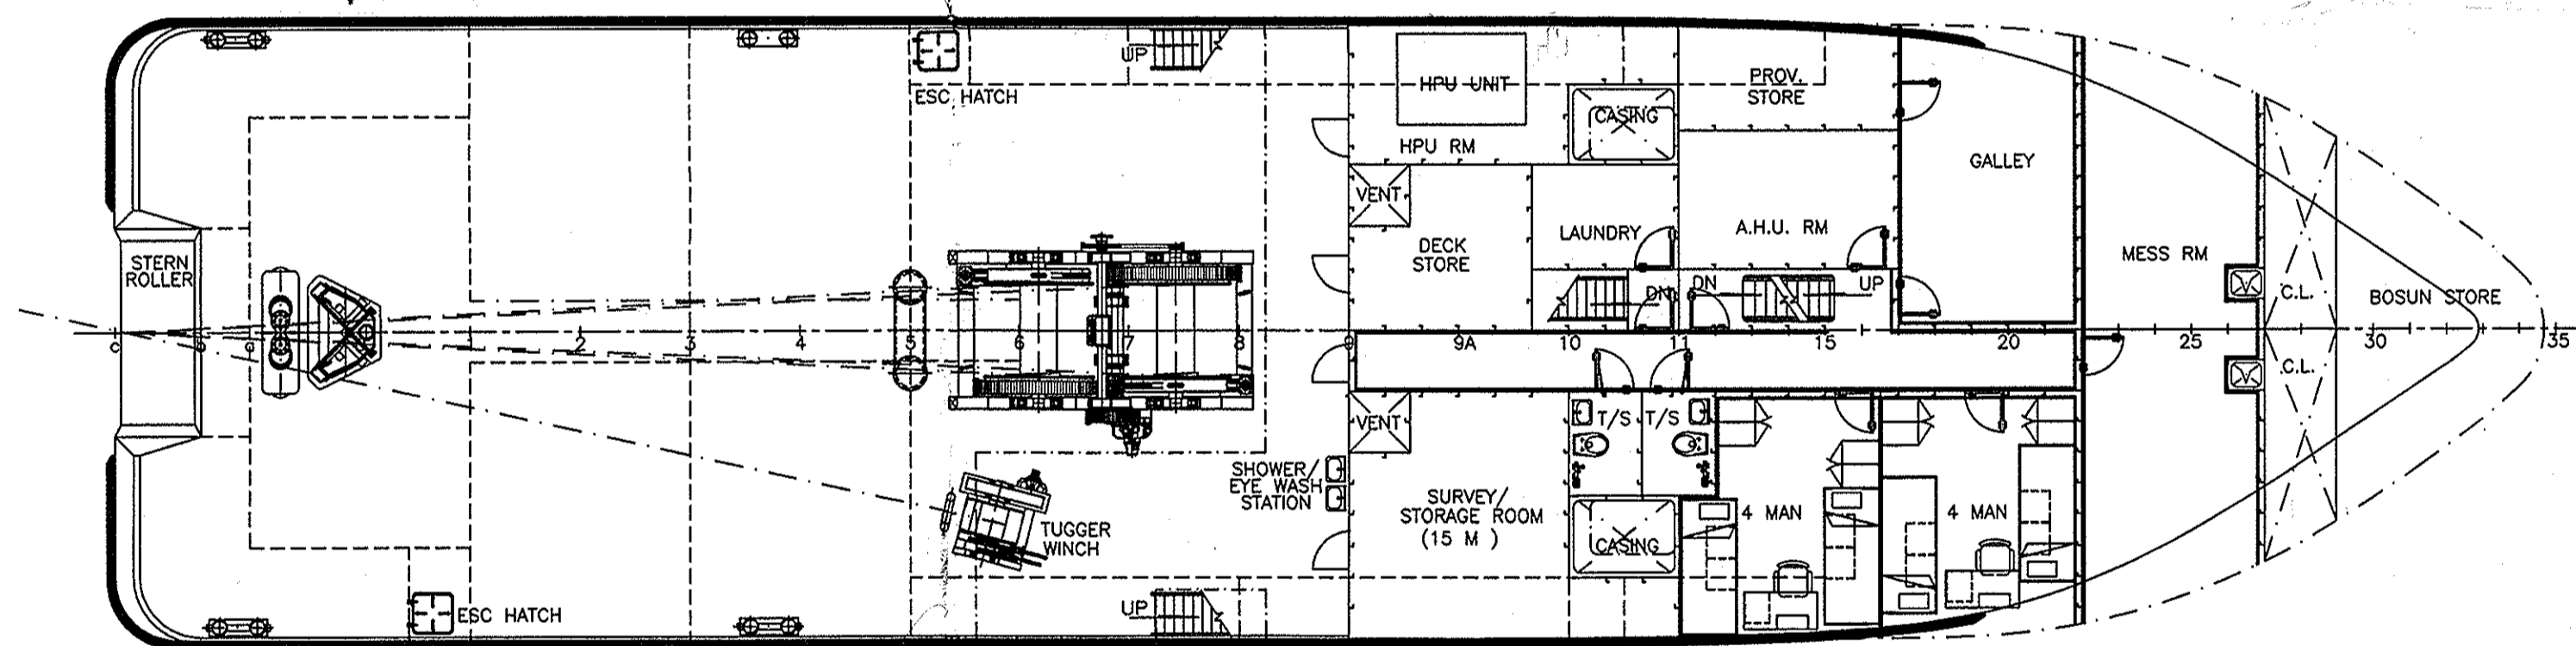 UP
ESC HATCH
HPU UNIT
PROV.
STORE
CASING
HPU RM
GALLEY
VENT
LAUNDRY
A.H.U. RM
DECK
STORE
MESS RM
STERN
ROLLER
DN
DN
UP
C.L.
BOSUN STORE
C
B
2
4
5
6
7
8
9
9A
10
11
15
20
25
30
35
C.L.
VENT
T/S
T/S
SHOWER/
EYE WASH
STATION
SURVEY/
STORAGE ROOM
(15 M )
4 MAN
4 MAN
TUGGER
WINCH
CASING
ESC HATCH
UP